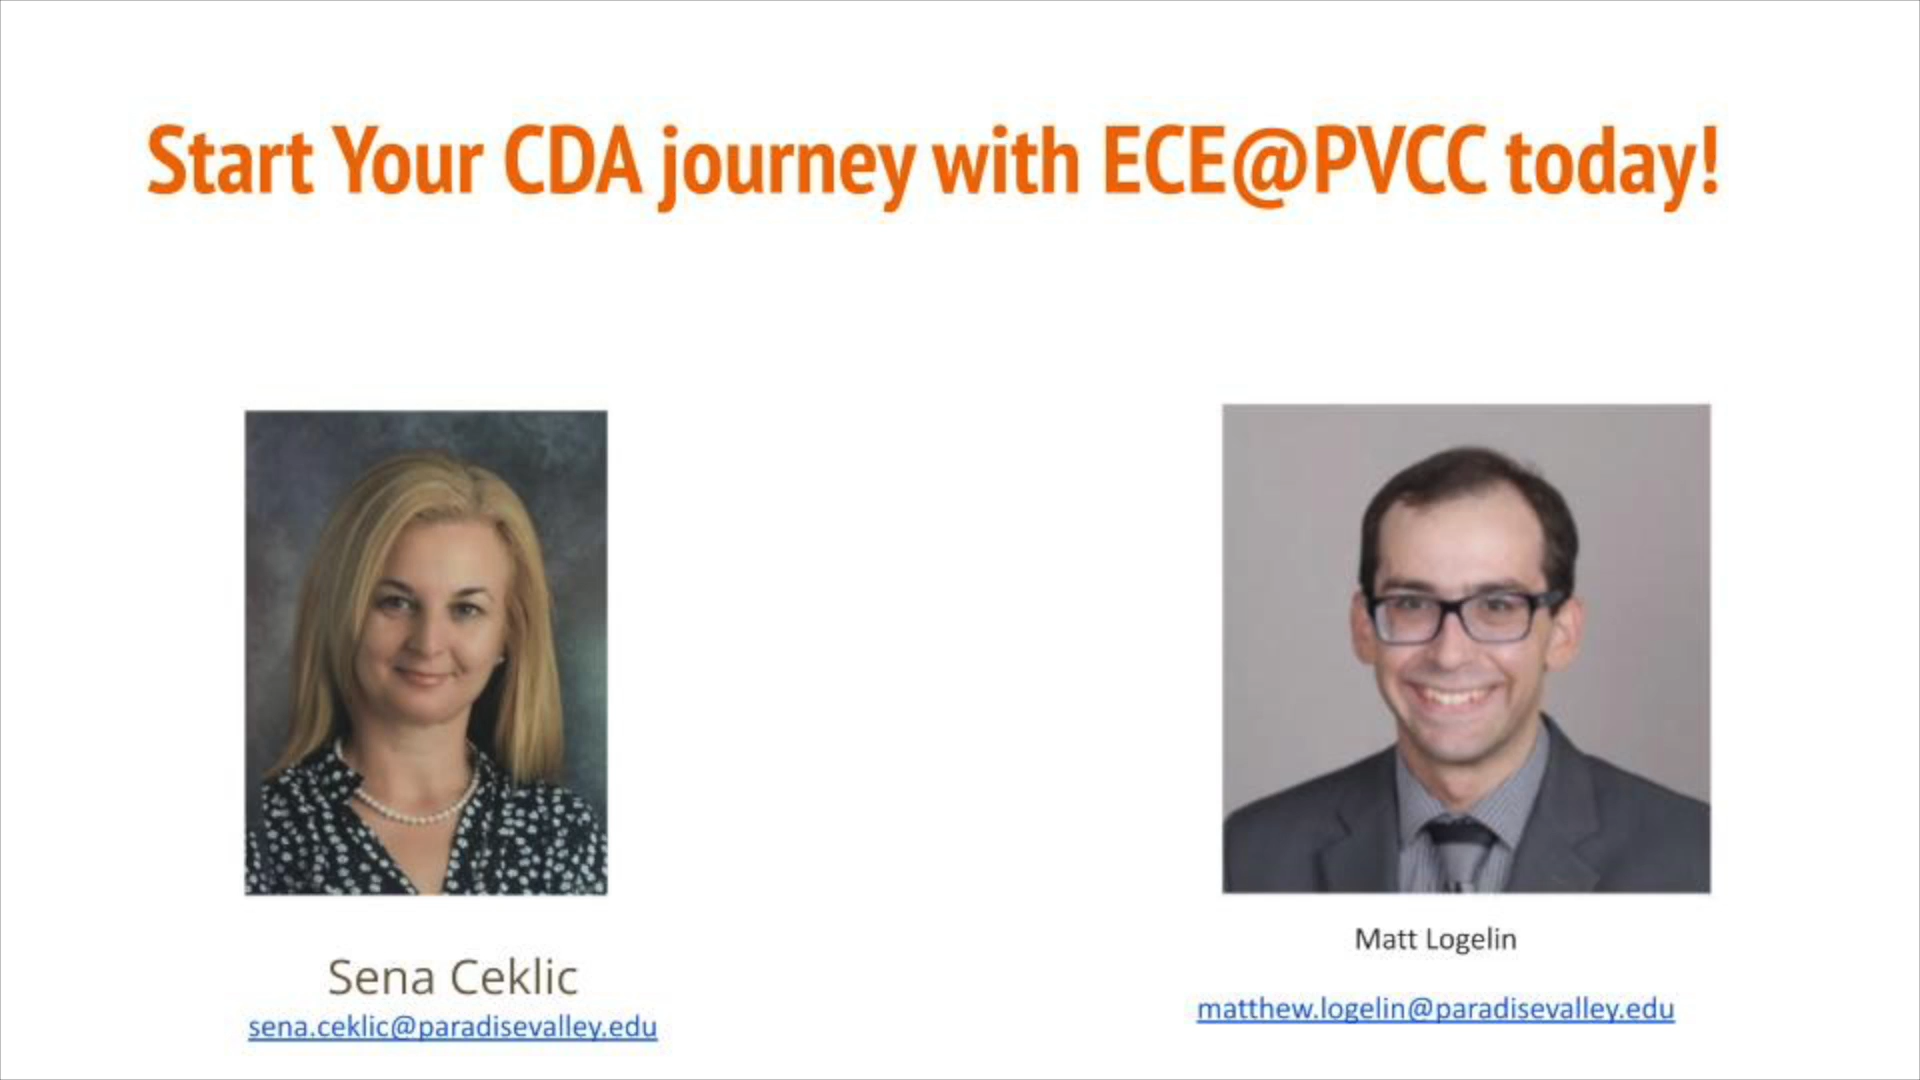 Start Your CDA journey with ECE@PVCC today!
Sena Ceklic
sena.ceklic@paradisevalley.edu
Matt Logelin
matthew.logelin@paradisevalley.edu